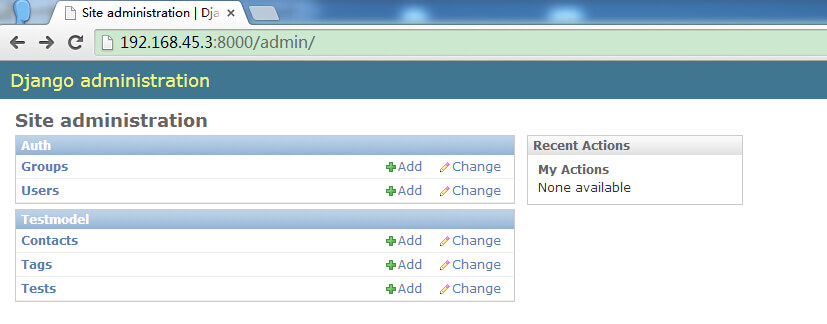 Site administration | Dja
192.168.45.3:8000/admin/
Django administration
Site administration
Auth
Groups Add Change
Users Add Change
Testmodel
Contacts Add Change
Tags Add Change
Tests Add Change
Recent Actions
My Actions
None available